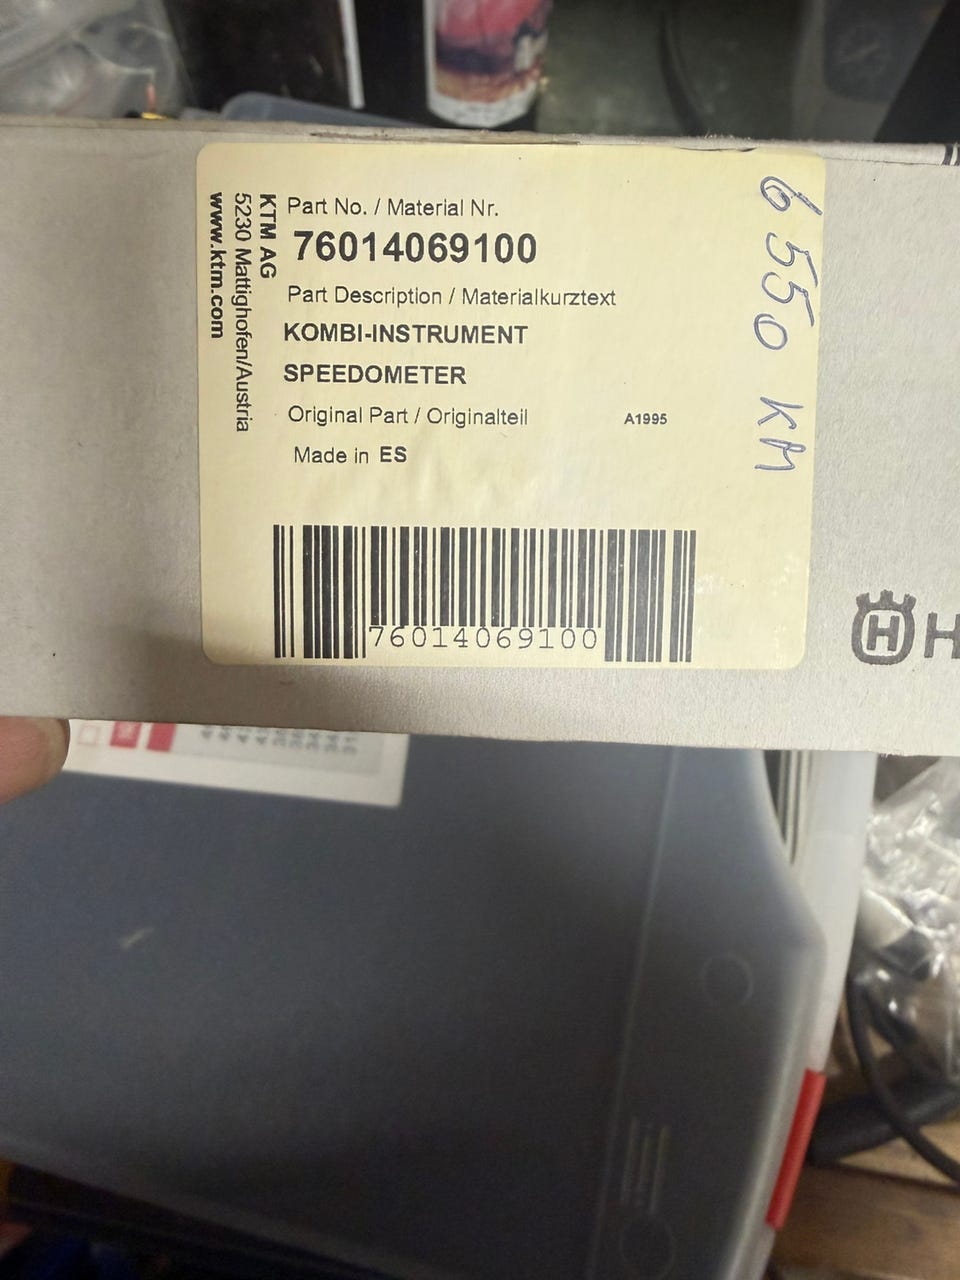 Part No. / Material Nr.
76014069100
Part Description / Materialkurztext
KOMBI-INSTRUMENT
SPEEDOMETER
Original Part / Originalteil A1995
Made in ES
76014069100
KTM AG
5230 Mattighofen/Austria
www.ktm.com
6550 KM
H
H